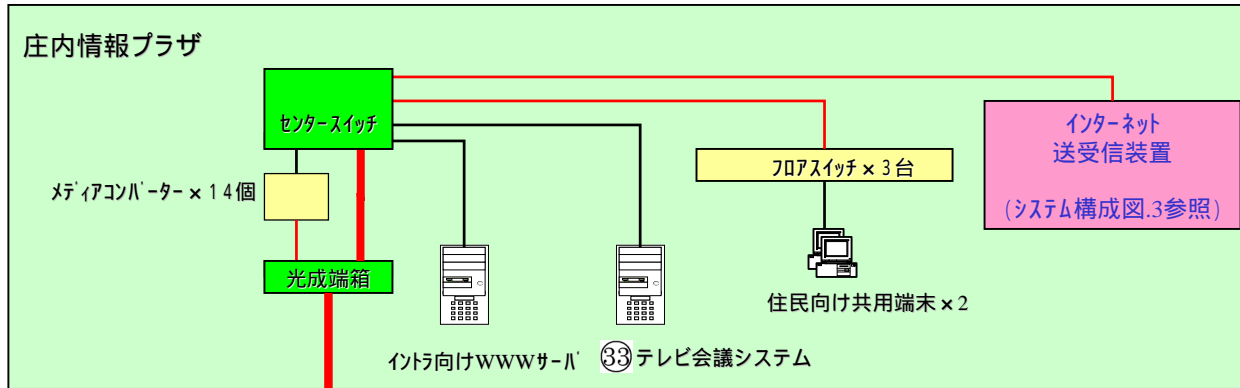 庄内情報プラザ
センタースイッチ
インターネット
送受信装置
(システム構成図.3参照)
フロアスイッチ×3台
メディアコンバーター×14個
光成端箱
住民向け共用端末×2
イントラ向けWWWサーバ
㉝テレビ会議システム